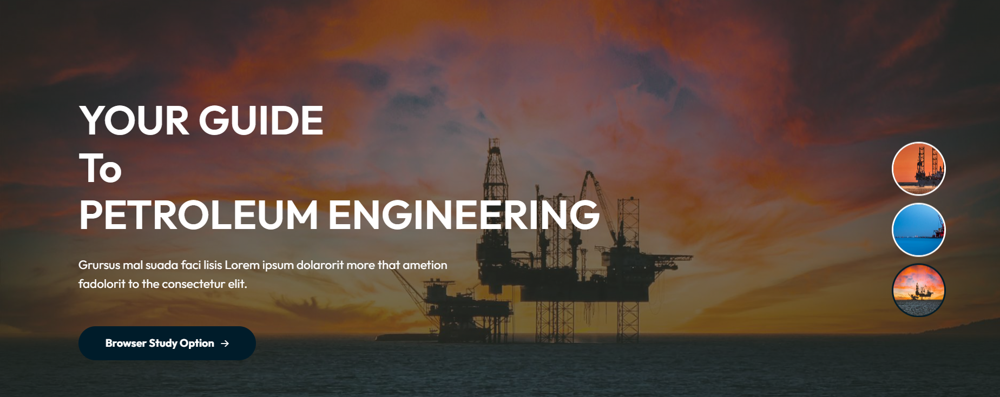 YOUR GUIDE
To
PETROLEUM ENGINEERING
Grursus mal suada faci lisis Lorem ipsum dolarorit more that ametion
fadolorit to the consectetur elit.
Browser Study Option →